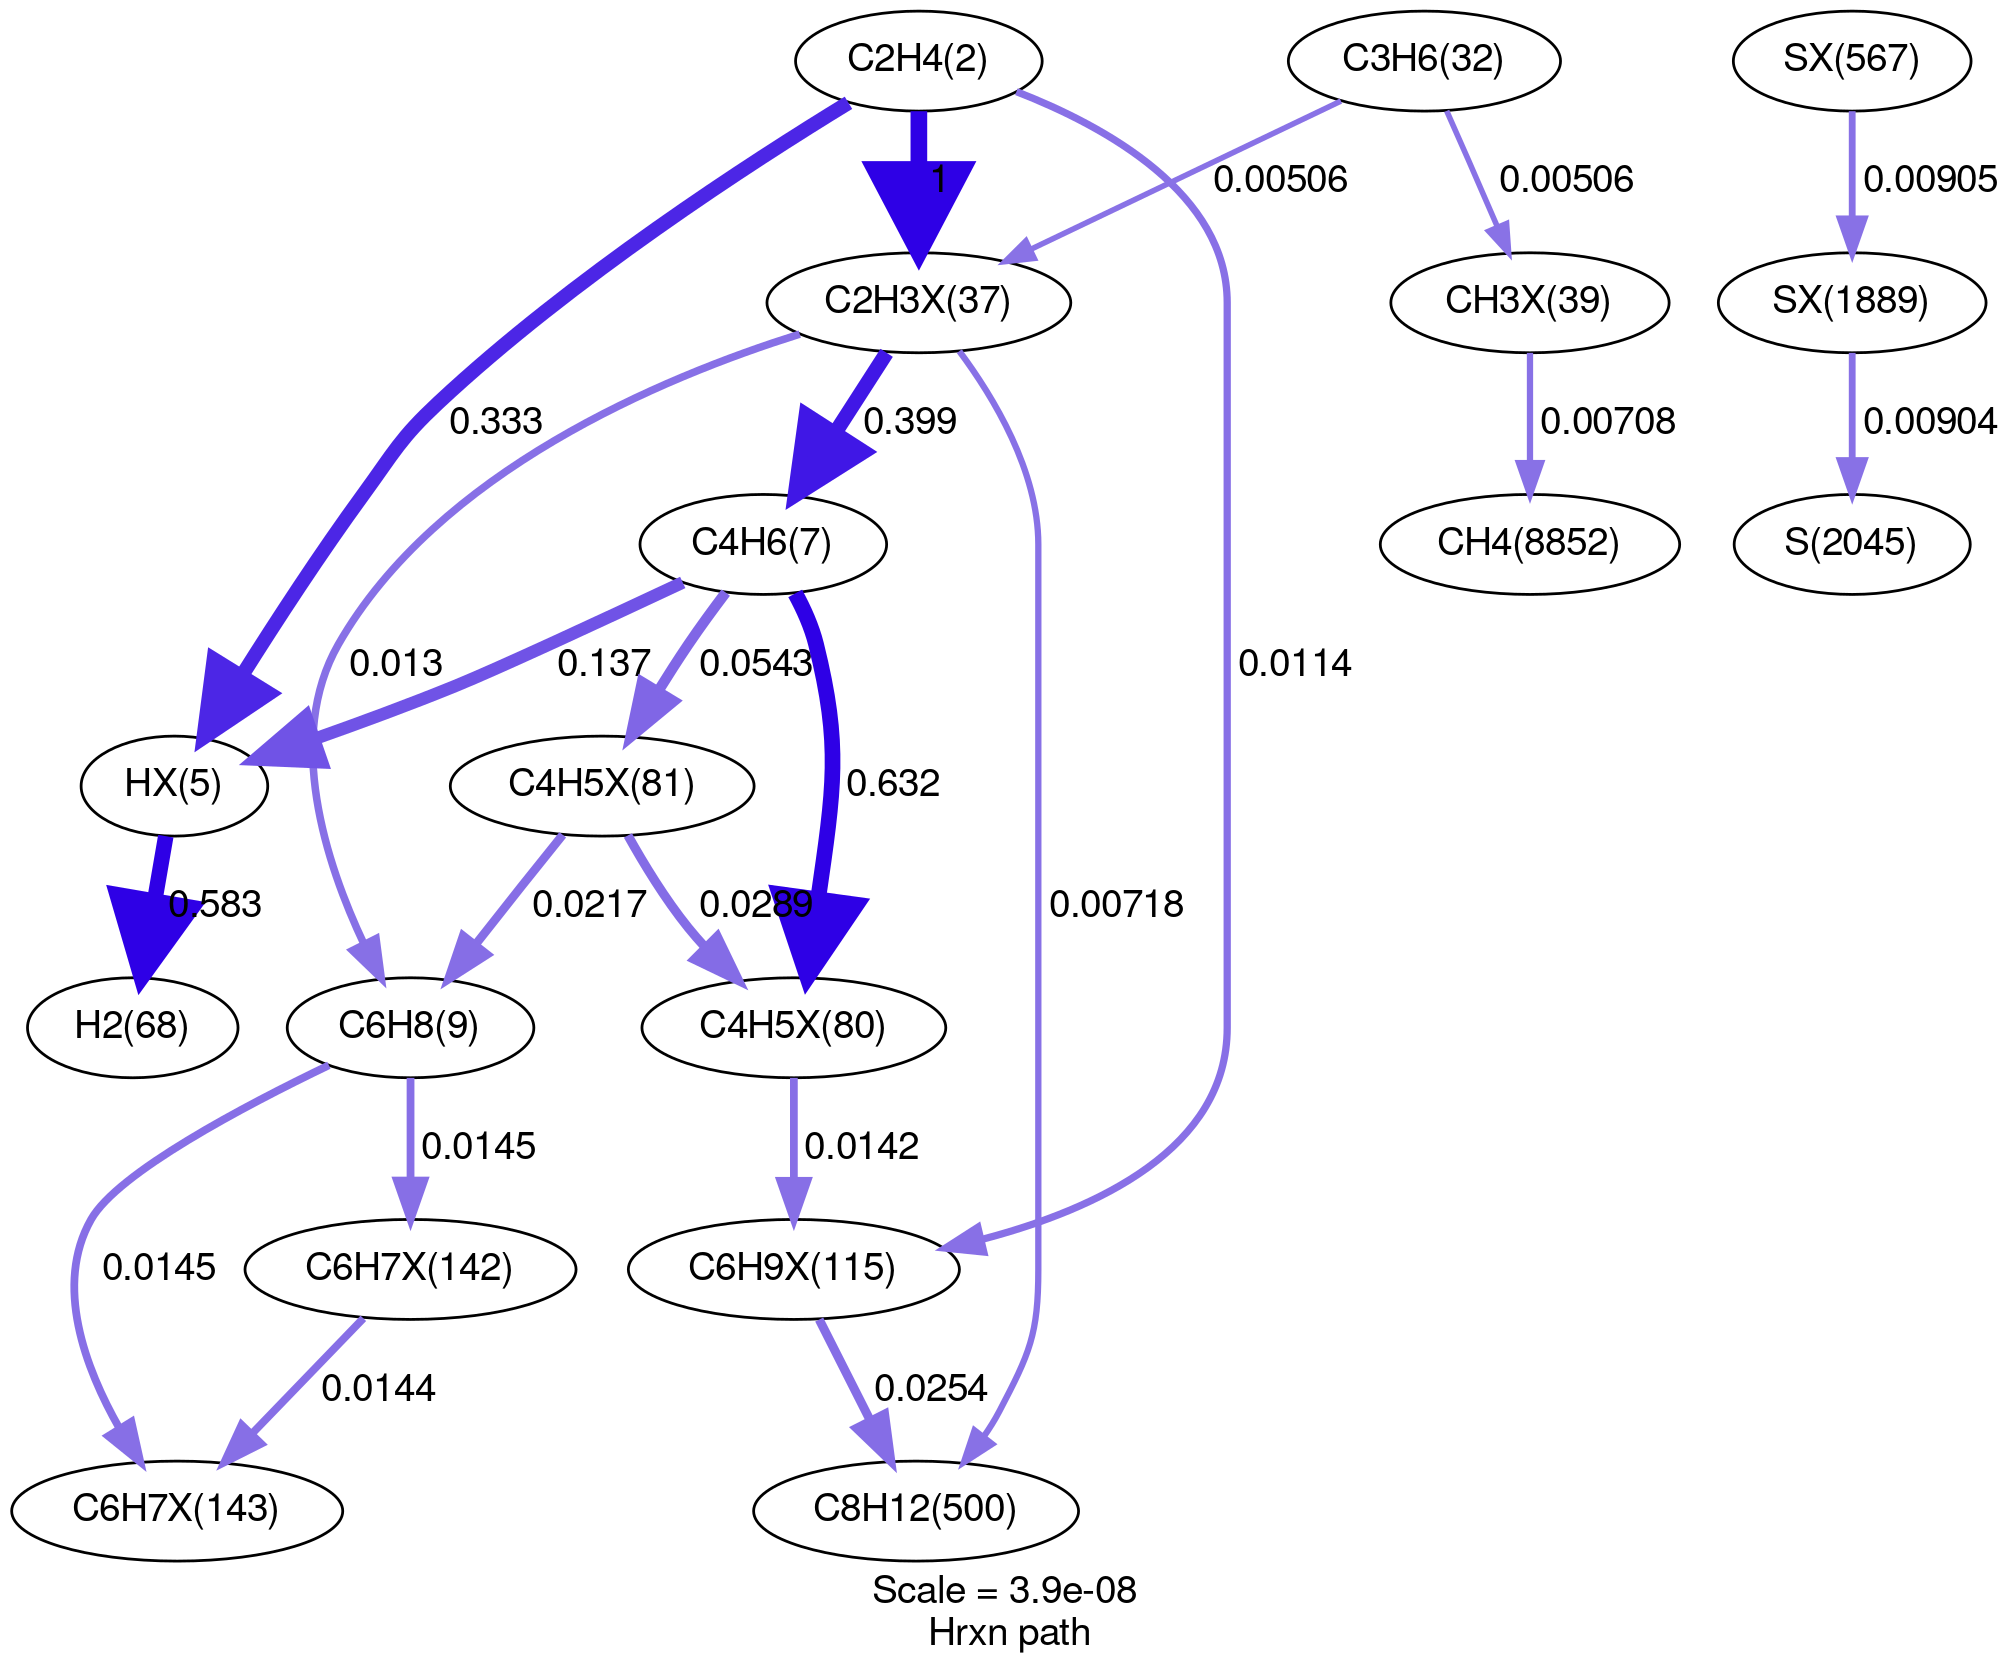 C2H4(2)
C3H6(32)
SX(567)
1
0.00506
0.00506
0.00905
C2H3X(37)
CH3X(39)
SX(1889)
0.333
0.399
0.00708
0.00904
C4H6(7)
CH4(8852)
S(2045)
0.013
0.137
0.0543
0.0114
HX(5)
C4H5X(81)
0.632
0.583
0.0217
0.0289
0.00718
H2(68)
C6H8(9)
C4H5X(80)
0.0145
0.0142
0.0145
C6H7X(142)
C6H9X(115)
0.0144
0.0254
C6H7X(143)
C8H12(500)
Scale = 3.9e-08
Hrxn path